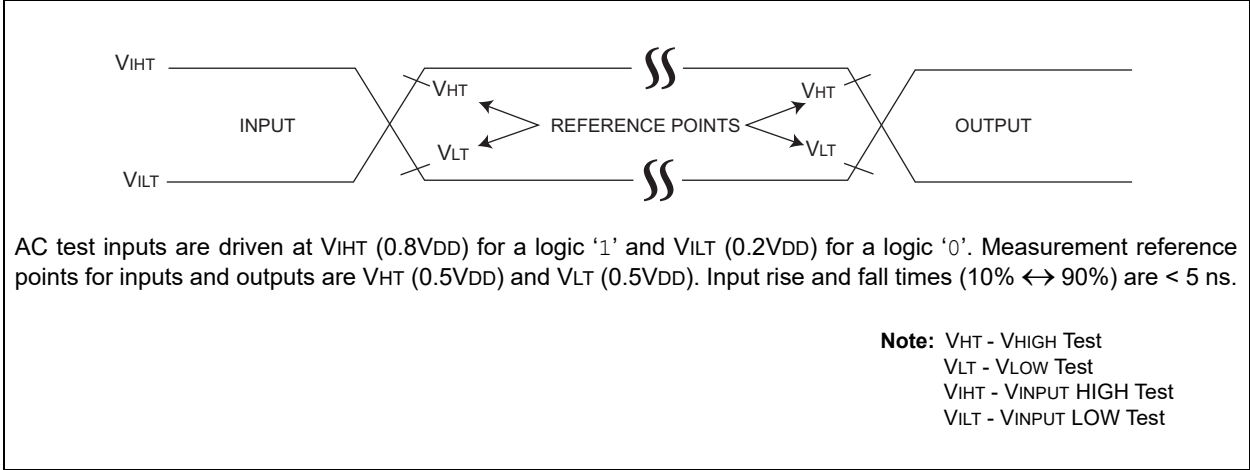 VIHT
VHT
VHT
INPUT
REFERENCE POINTS
OUTPUT
VLT
VLT
VILT
AC test inputs are driven at VIHT (0.8VDD) for a logic ‘1’ and VILT (0.2VDD) for a logic ‘0’. Measurement reference
points for inputs and outputs are VHT (0.5VDD) and VLT (0.5VDD). Input rise and fall times (10% ↔ 90%) are < 5 ns.
Note: VHT - VHIGH Test
VLT - VLOW Test
VIHT - VINPUT HIGH Test
VILT - VINPUT LOW Test